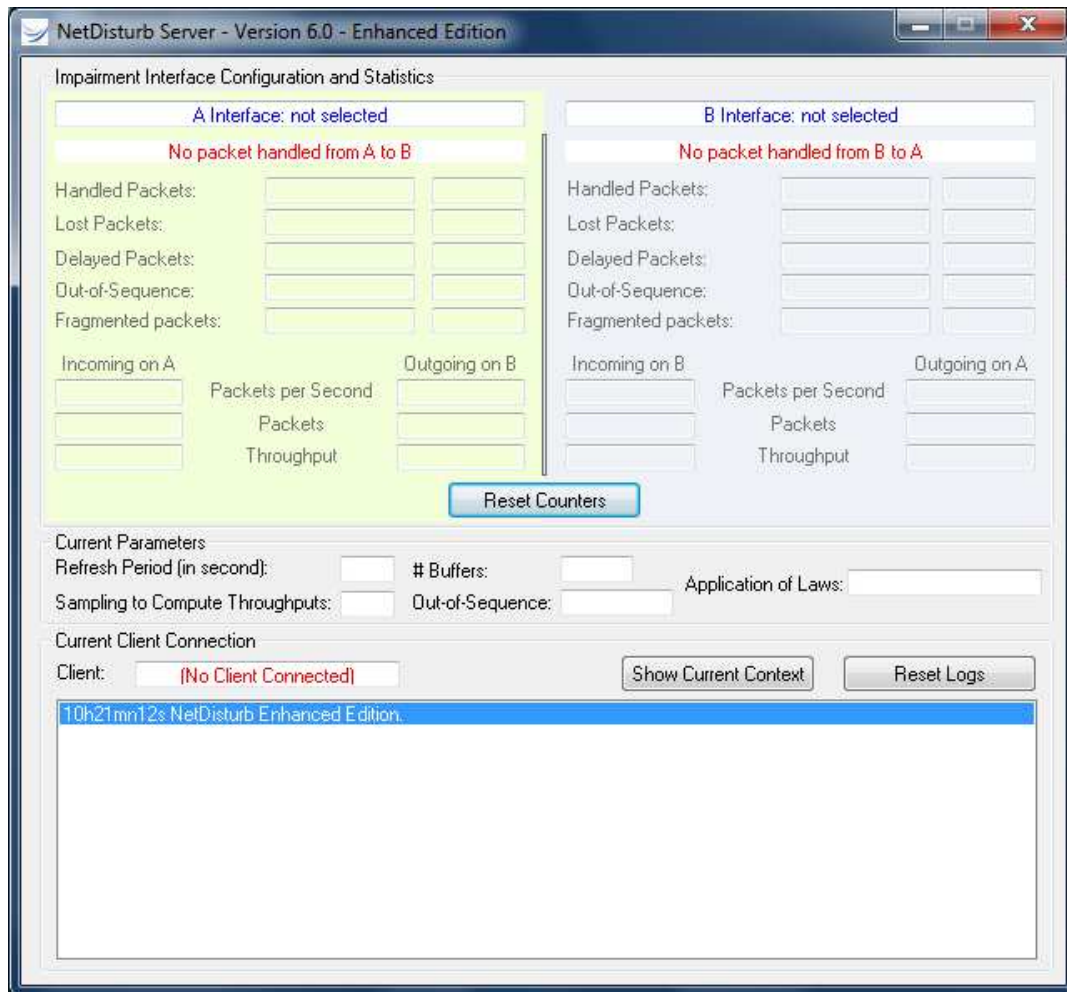 NetDisturb Server - Version 6.0 - Enhanced Edition
Impairment Interface Configuration and Statistics
A Interface: not selected
No packet handled from A to B
Handled Packets:
Lost Packets:
Delayed Packets:
Out-of-Sequence:
Fragmented packets:
Incoming on A Outgoing on B
Packets per Second
Packets
Throughput
B Interface: not selected
No packet handled from B to A
Handled Packets:
Lost Packets:
Delayed Packets:
Out-of-Sequence:
Fragmented packets:
Incoming on B Outgoing on A
Packets per Second
Packets
Throughput
Reset Counters
Current Parameters
Refresh Period (in second): # Buffers:
Application of Laws:
Sampling to Compute Throughputs: Out-of-Sequence:
Current Client Connection
Client: (No Client Connected) Show Current Context Reset Logs
10h21mn12s NetDisturb Enhanced Edition.